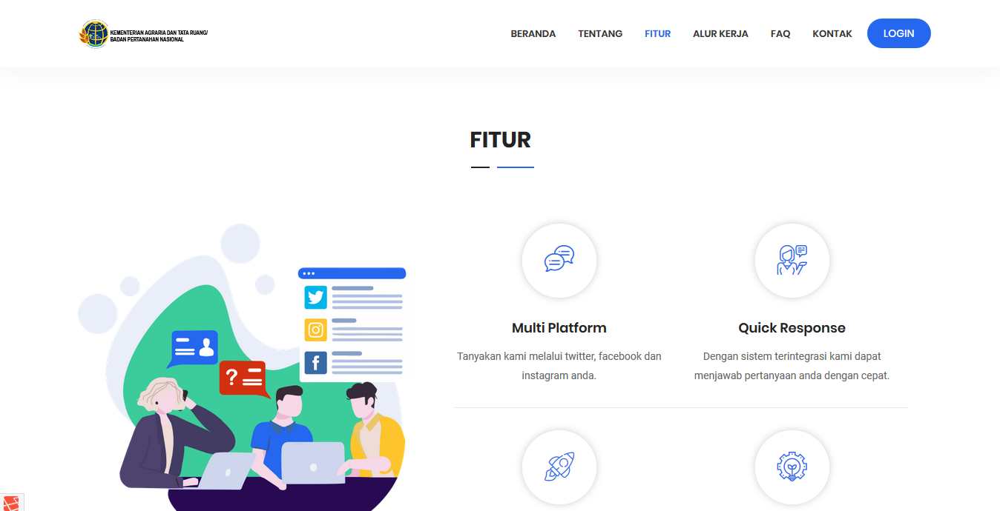 KEMENTERIAN AGRARIA DAN TATA RUANG/
BADAN PERTANAHAN NASIONAL
BERANDA TENTANG FITUR ALUR KERJA FAQ KONTAK LOGIN
FITUR
?
f
Multi Platform
Tanyakan kami melalui twitter, facebook dan
instagram anda.
Quick Response
Dengan sistem terintegrasi kami dapat
menjawab pertanyaan anda dengan cepat.